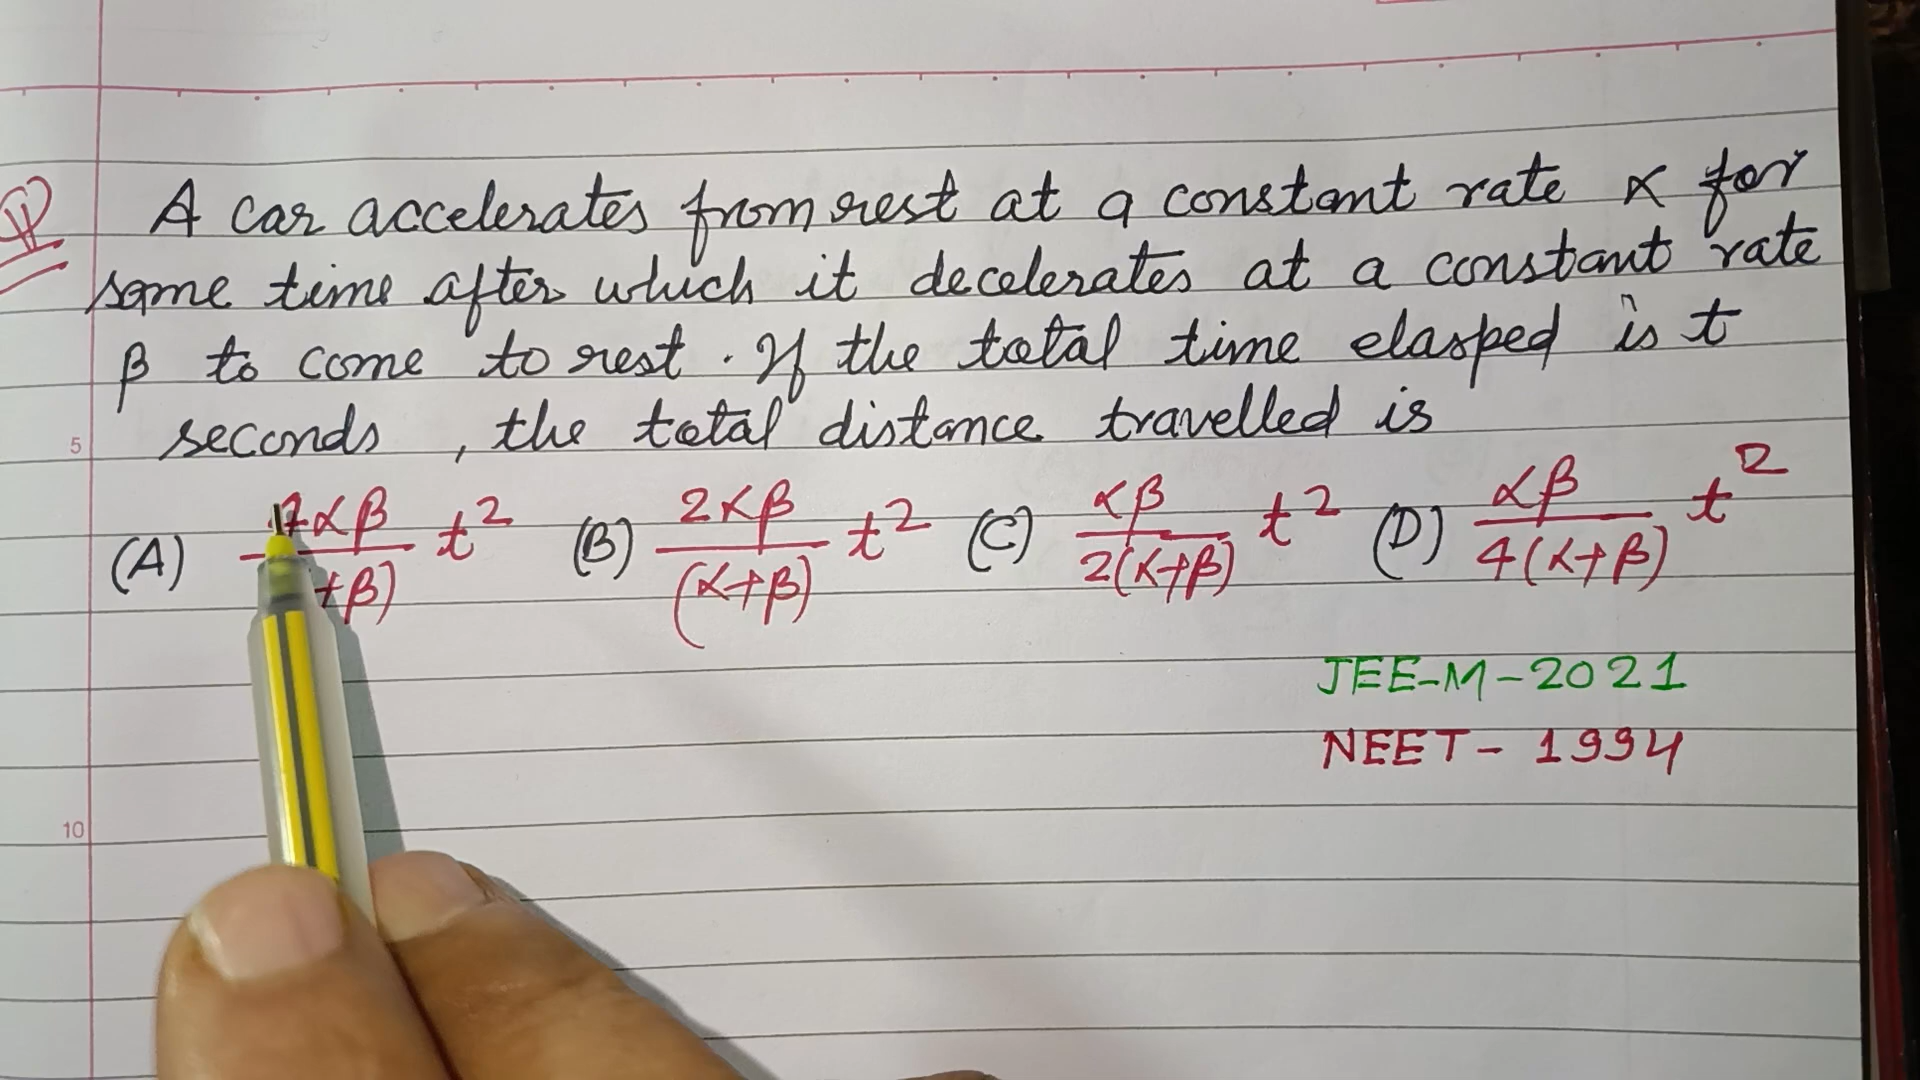 Q
A car accelerates from rest at a constant rate α for
some time after which it decelerates at a constant rate
β to come to rest. If the total time elasped is t
seconds, the total distance travelled is
(A) 4αβ/( +β) t² (B) 2αβ/(α+β) t² (C) αβ/2(α+β) t² (D) αβ/4(α+β) t²
5
JEE-M-2021
NEET-1994
10